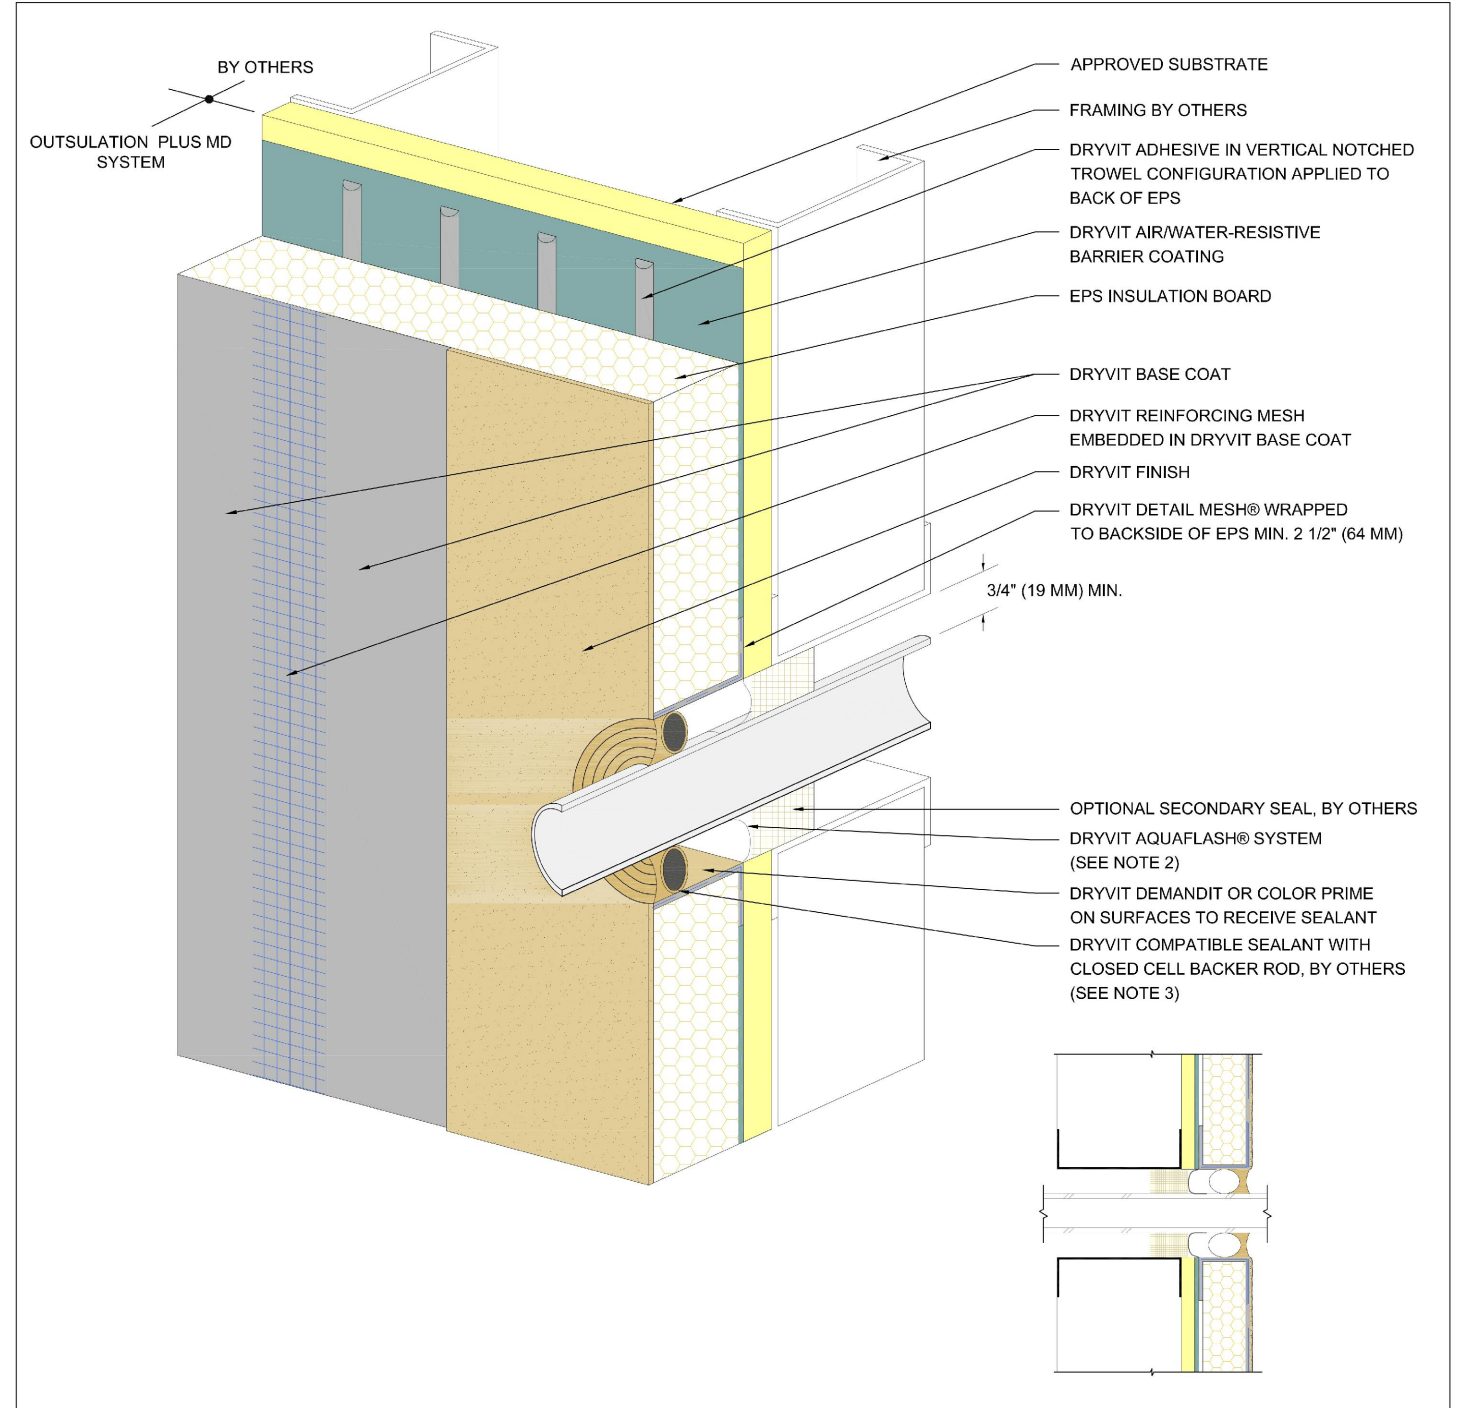 BY OTHERS
OUTSULATION PLUS MD
SYSTEM
APPROVED SUBSTRATE
FRAMING BY OTHERS
DRYVIT ADHESIVE IN VERTICAL NOTCHED
TROWEL CONFIGURATION APPLIED TO
BACK OF EPS
DRYVIT AIR/WATER-RESISTIVE
BARRIER COATING
EPS INSULATION BOARD
DRYVIT BASE COAT
DRYVIT REINFORCING MESH
EMBEDDED IN DRYVIT BASE COAT
DRYVIT FINISH
DRYVIT DETAIL MESH® WRAPPED
TO BACKSIDE OF EPS MIN. 2 1/2" (64 MM)
3/4" (19 MM) MIN.
OPTIONAL SECONDARY SEAL, BY OTHERS
DRYVIT AQUAFLASH® SYSTEM
(SEE NOTE 2)
DRYVIT DEMANDIT OR COLOR PRIME
ON SURFACES TO RECEIVE SEALANT
DRYVIT COMPATIBLE SEALANT WITH
CLOSED CELL BACKER ROD, BY OTHERS
(SEE NOTE 3)